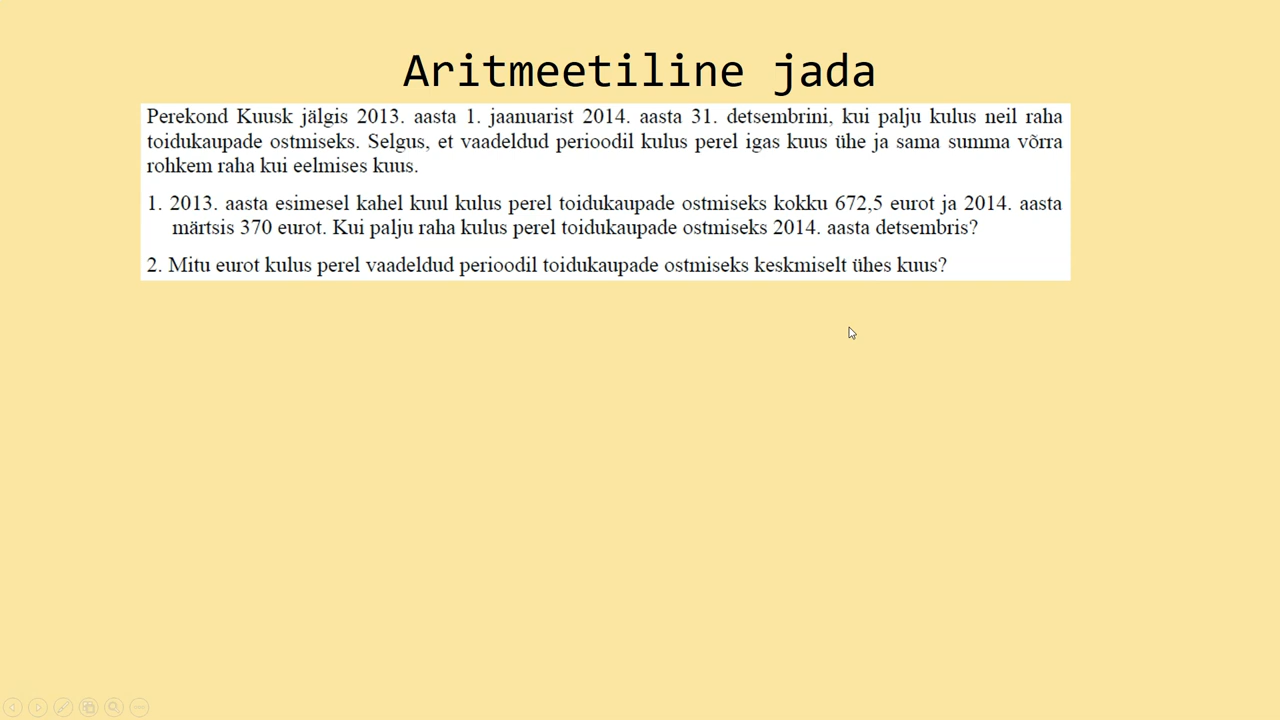 Aritmeetiline jada
Perekond Kuusk jälgis 2013. aasta 1. jaanuarist 2014. aasta 31. detsembrini, kui palju kulus neil raha
toidukaupade ostmiseks. Selgus, et vaadeldud perioodil kulus perel igas kuus ühe ja sama summa võrra
rohkem raha kui eelmises kuus.
1. 2013. aasta esimesel kahel kuul kulus perel toidukaupade ostmiseks kokku 672,5 eurot ja 2014. aasta
märtsis 370 eurot. Kui palju raha kulus perel toidukaupade ostmiseks 2014. aasta detsembris?
2. Mitu eurot kulus perel vaadeldud perioodil toidukaupade ostmiseks keskmiselt ühes kuus?